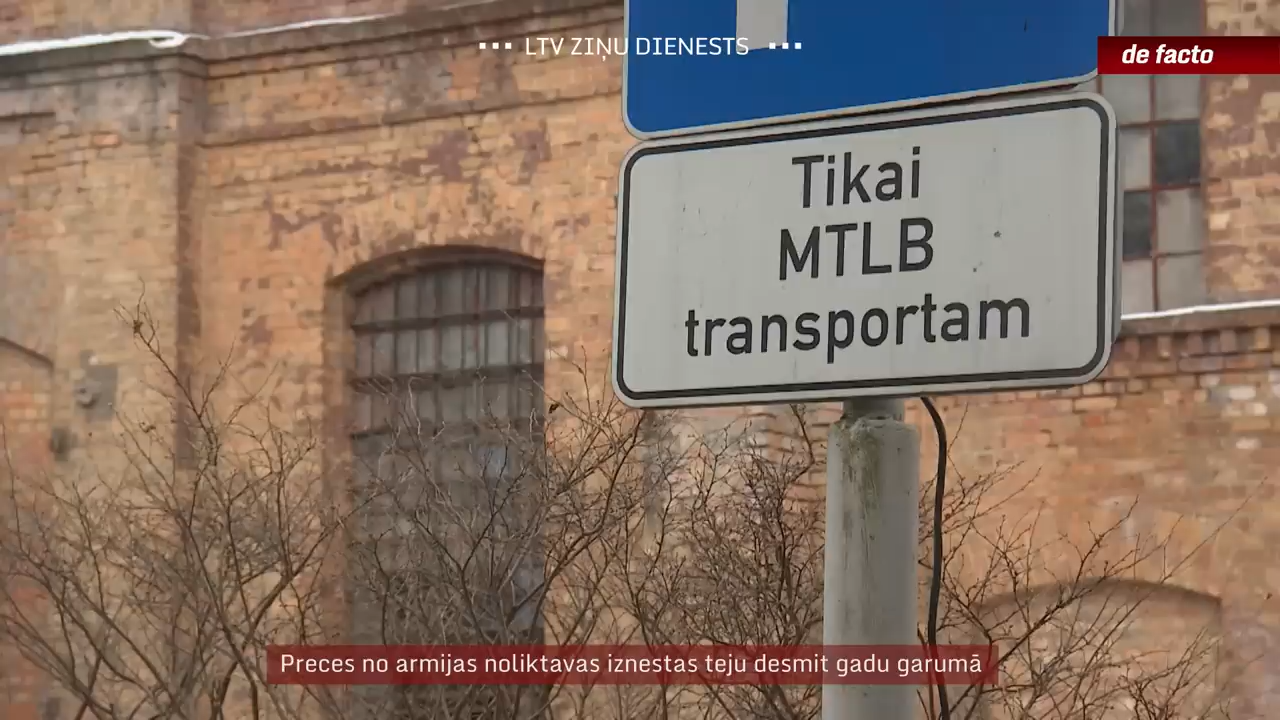 LTV ZIŅU DIENESTS
de facto
Tikai
MTLB
transportam
Preces no armijas noliktavas iznestas teju desmit gadu garumā